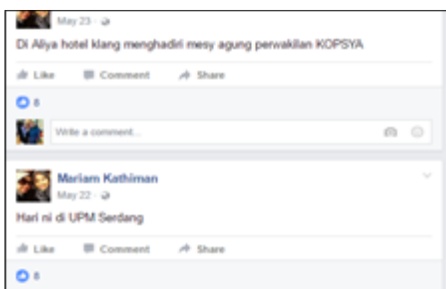 May 23
Di Aliya hotel klang menghadiri mesy agung perwakilan KOPSYA
Like Comment Share
8
Write a comment...
Mariam Kathiman
May 22
Hari ni di UPM Serdang
Like Comment Share
8